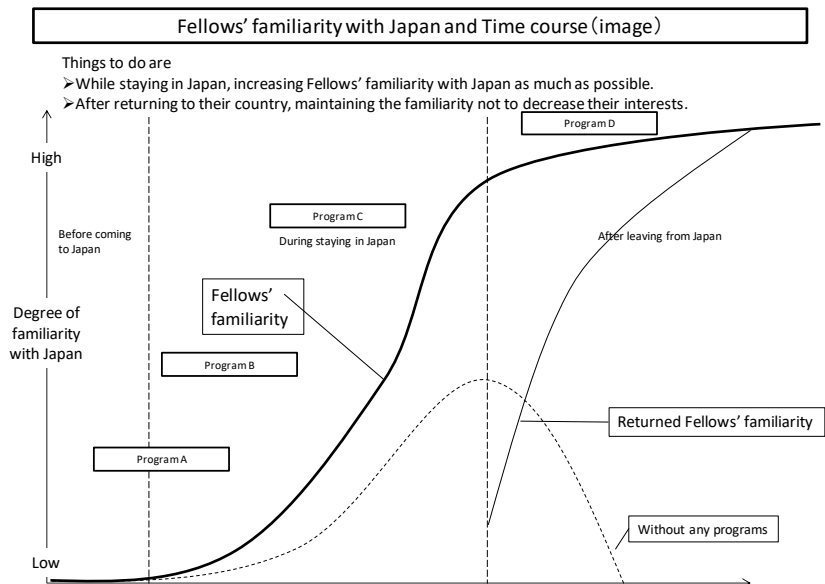 Fellows' familiarity with Japan and Time course（image）
Things to do are
➢While staying in Japan, increasing Fellows' familiarity with Japan as much as possible.
➢After returning to their country, maintaining the familiarity not to decrease their interests.
Program D
High
Program C
Before coming
to Japan
During staying in Japan
After leaving from Japan
Fellows'
familiarity
Degree of
familiarity
with Japan
Program B
Returned Fellows' familiarity
Program A
Without any programs
Low